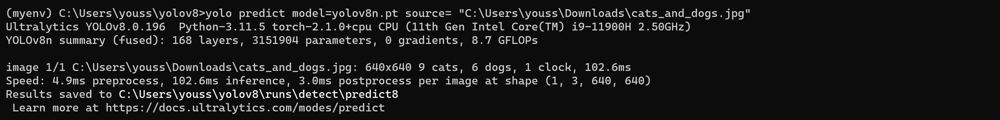 (myenv) C:\Users\youss\yolov8>yolo predict model=yolov8n.pt source= "C:\Users\youss\Downloads\cats_and_dogs.jpg"
Ultralytics YOLOv8.0.196  Python-3.11.5 torch-2.1.0+cpu CPU (11th Gen Intel Core(TM) i9-11900H 2.50GHz)
YOLOv8n summary (fused): 168 layers, 3151904 parameters, 0 gradients, 8.7 GFLOPs
image 1/1 C:\Users\youss\Downloads\cats_and_dogs.jpg: 640x640 9 cats, 6 dogs, 1 clock, 102.6ms
Speed: 4.9ms preprocess, 102.6ms inference, 3.0ms postprocess per image at shape (1, 3, 640, 640)
Results saved to C:\Users\youss\yolov8\runs\detect\predict8
Learn more at https://docs.ultralytics.com/modes/predict